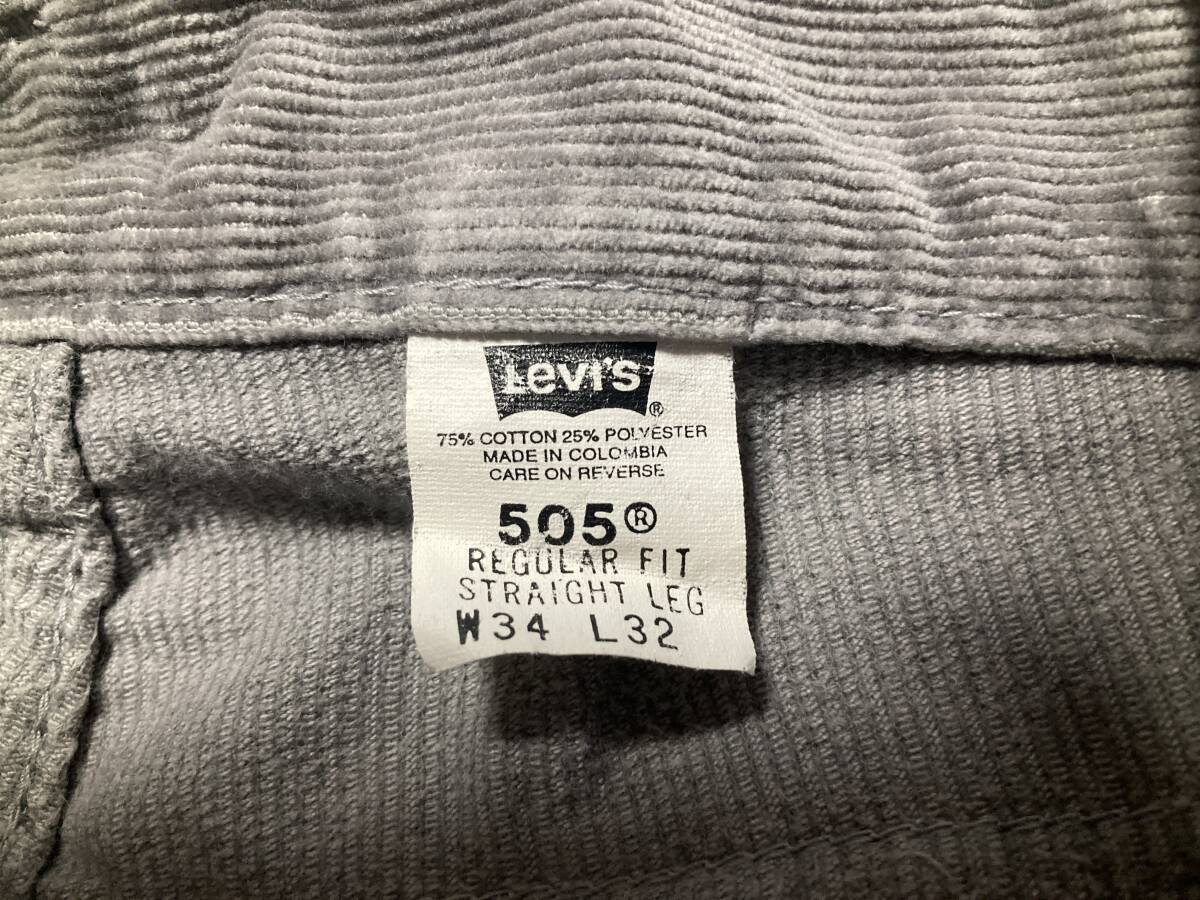 Levi's
®
75% COTTON 25% POLYESTER
MADE IN COLOMBIA
CARE ON REVERSE
505®
REGULAR FIT
STRAIGHT LEG
W34 L32